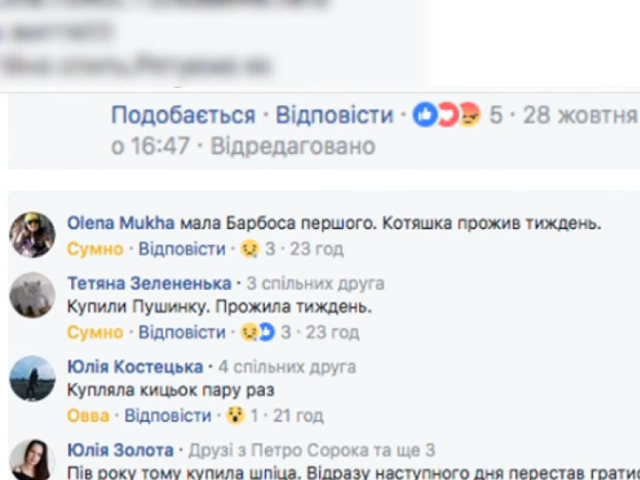 Подобається · Відповісти · 5 · 28 жовтня
о 16:47 · Відредаговано
Olena Mukha мала Барбоса першого. Котяшка прожив тиждень.
Сумно · Відповісти · 3 · 23 год
Тетяна Зелененька · 3 спільних друга
Купили Пушинку. Прожила тиждень.
Сумно · Відповісти · 3 · 23 год
Юлія Костецька · 4 спільних друга
Купляла кицьок пару раз
Овва · Відповісти · 1 · 21 год
Юлія Золота · Друзі з Петро Сорока та ще 3
Пів року тому купила шпіца. Відразу наступного дня перестав